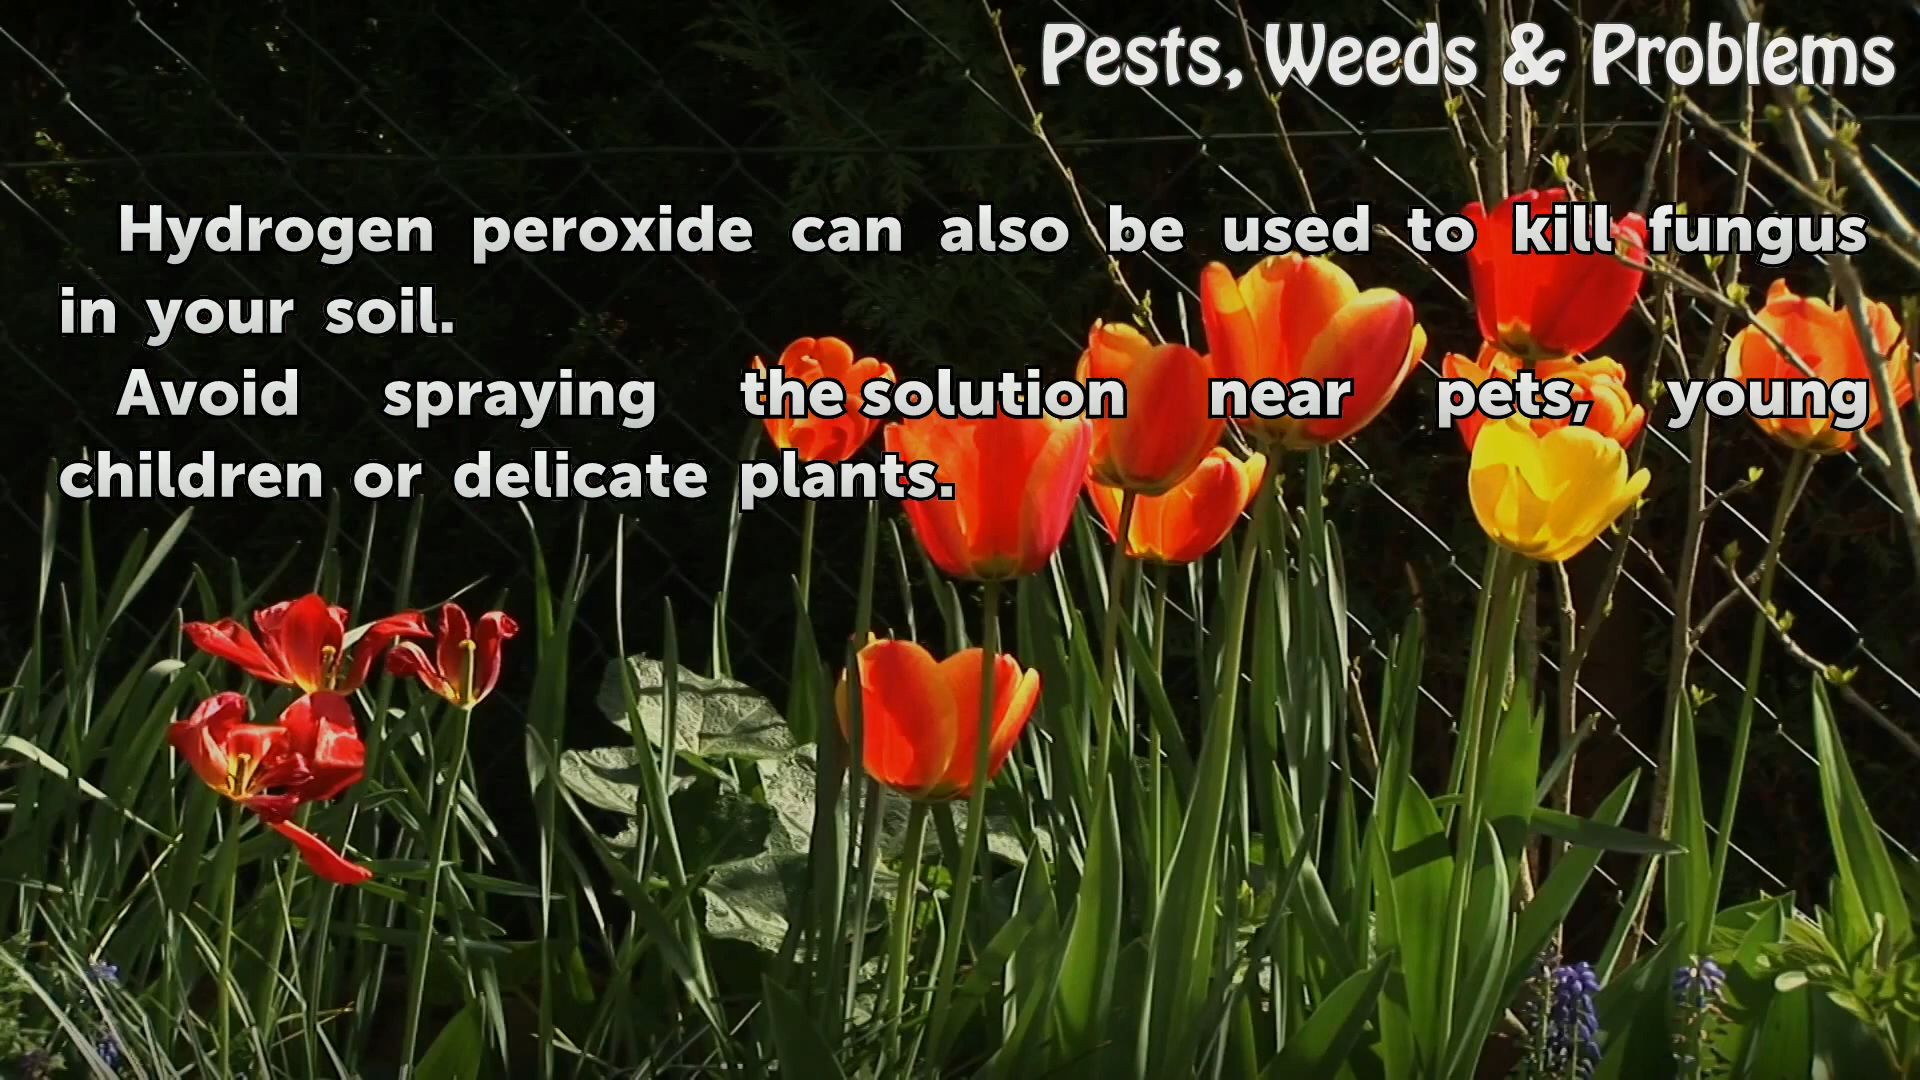 Pests, Weeds & Problems
Hydrogen peroxide can also be used to kill fungus
in your soil.
Avoid spraying the solution near pets, young
children or delicate plants.